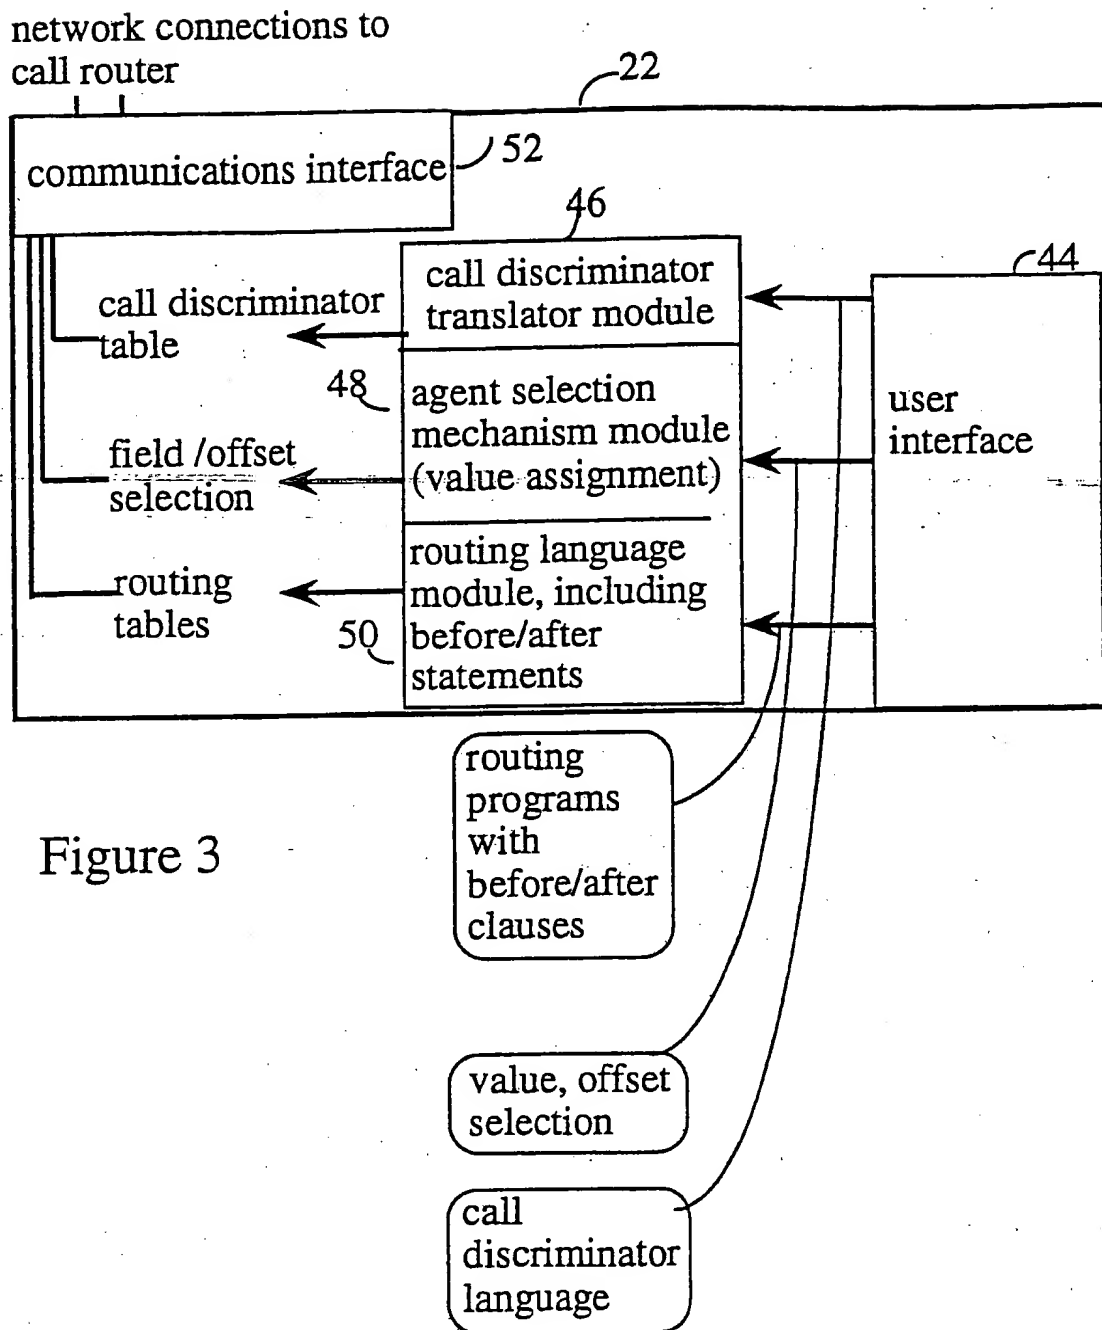 network connections to
call router
22
communications interface
52
46
44
call discriminator
translator module
call discriminator
table
48
agent selection
mechanism module
(value assignment)
user
interface
field /offset
selection
routing language
module, including
before/after
statements
routing
tables
50
routing
programs
with
before/after
clauses
Figure 3
value, offset
selection
call
discriminator
language